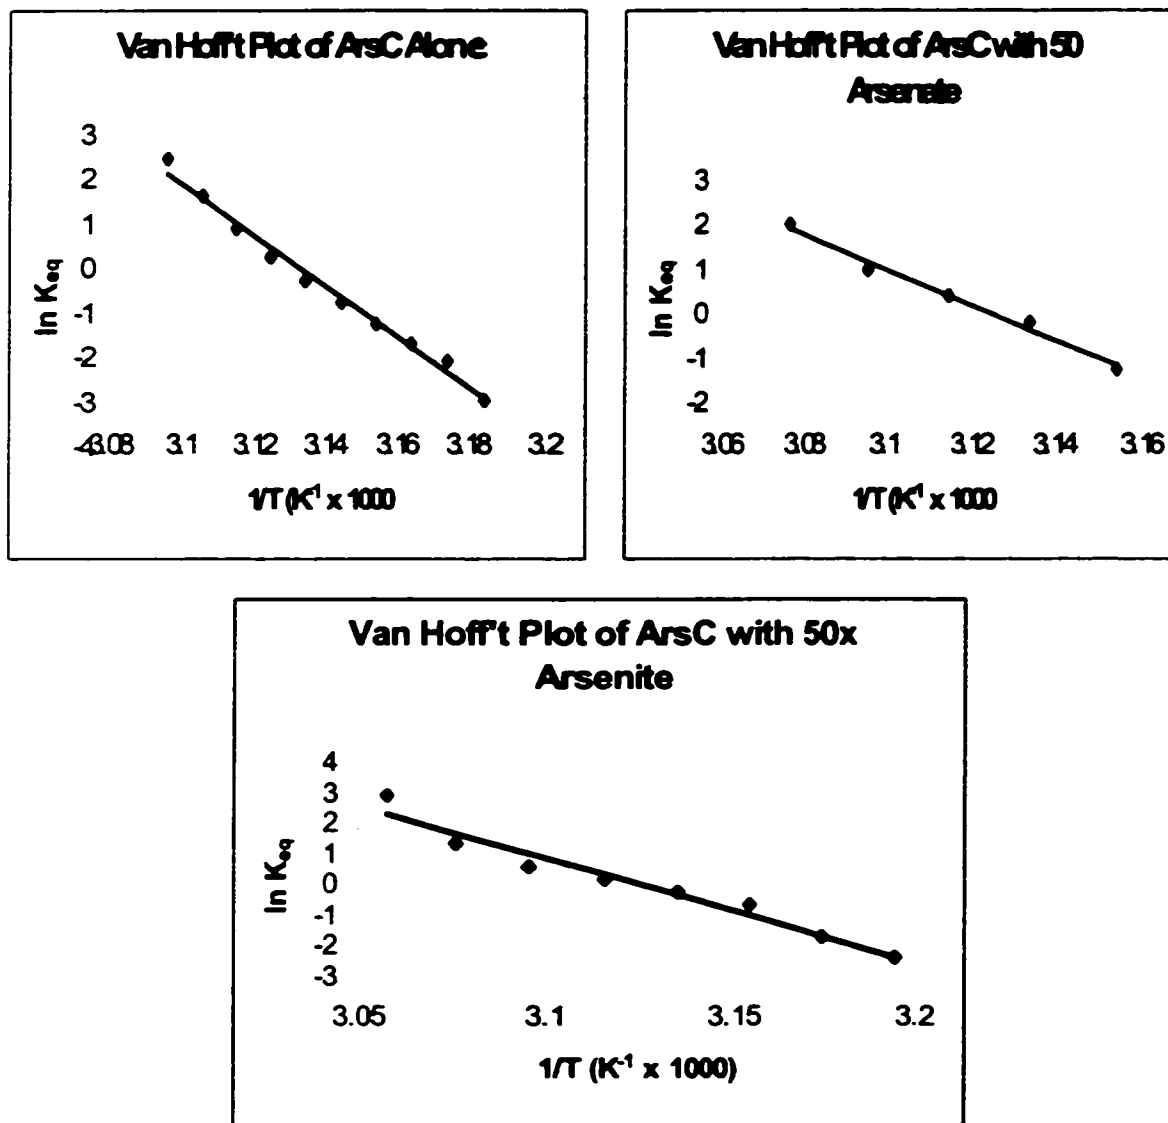 Van Hoff't Plot of ArsC Alone
3
2
1
0
-1
-2
-3
-4
ln Keq
3.08 3.1 3.12 3.14 3.16 3.18 3.2
1/T (K-1 x 1000
Van Hoff't Plot of ArsC with 50
Arsenate
3
2
1
0
-1
-2
ln Keq
3.06 3.08 3.1 3.12 3.14 3.16
1/T (K-1 x 1000
Van Hoff't Plot of ArsC with 50x
Arsenite
4
3
2
1
0
-1
-2
-3
ln Keq
3.05 3.1 3.15 3.2
1/T (K-1 x 1000)